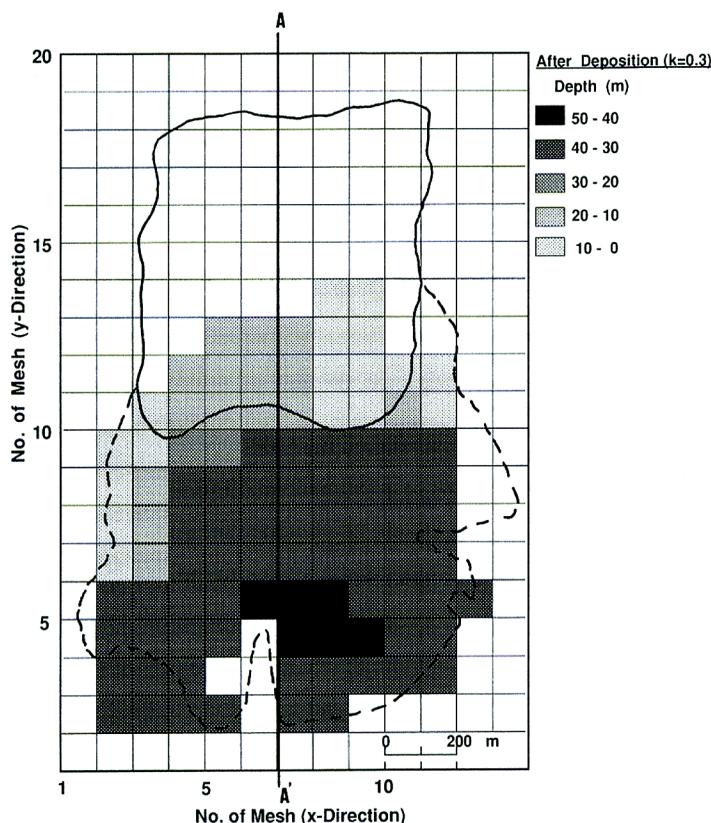 A
20
After Deposition (k=0.3)
Depth (m)
50 - 40
40 - 30
30 - 20
20 - 10
10 - 0
15
No. of Mesh (y-Direction)
10
5
0 200 m
1 5 A' 10
No. of Mesh (x-Direction)